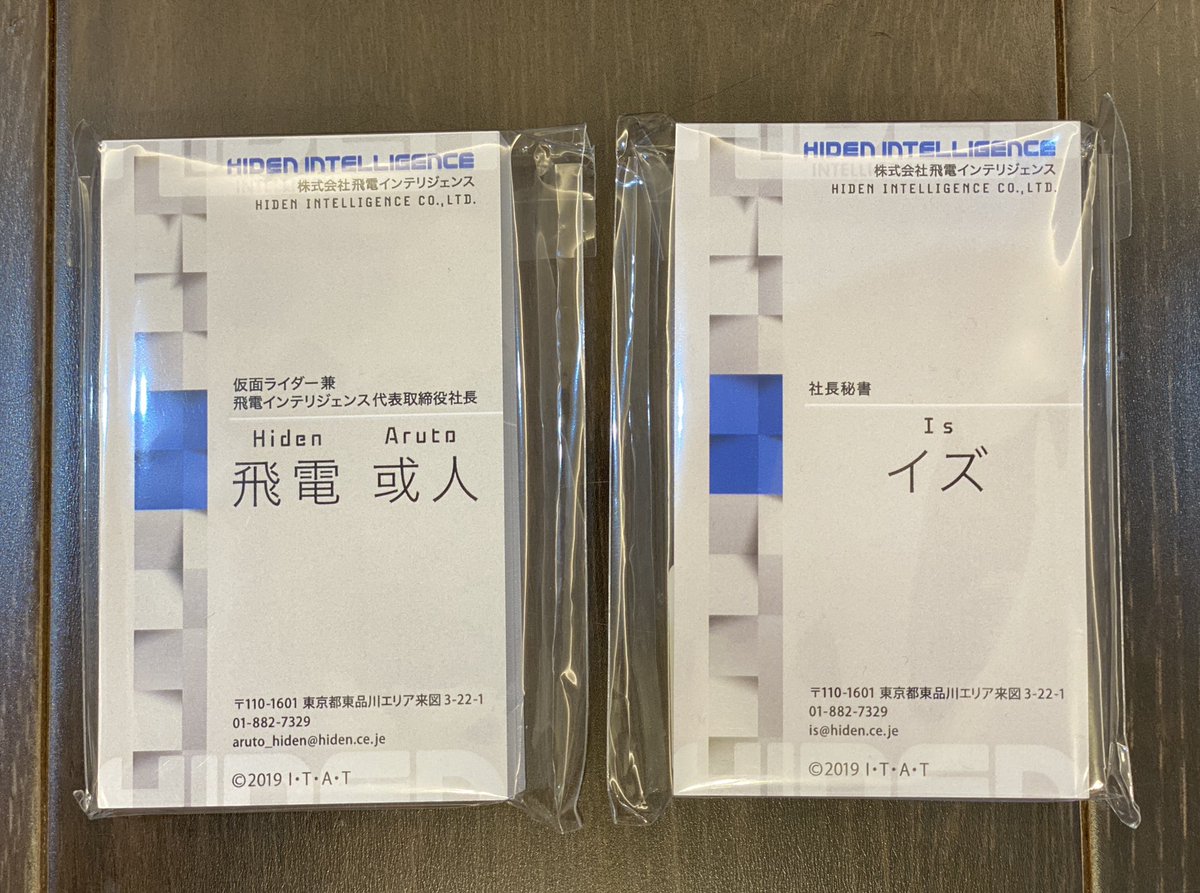 HIDEN INTELLIGENCE
株式会社飛電インテリジェンス
HIDEN INTELLIGENCE CO.,LTD.
仮面ライダー兼
飛電インテリジェンス代表取締役社長
Hiden Aruto
飛電 或人
〒110-1601 東京都東品川エリア来図3-22-1
01-882-7329
aruto_hiden@hiden.ce.je
©2019 I・T・A・T
HIDEN INTELLIGENCE
株式会社飛電インテリジェンス
HIDEN INTELLIGENCE CO.,LTD.
社長秘書
Is
イズ
〒110-1601 東京都東品川エリア来図3-22-1
01-882-7329
is@hiden.ce.je
©2019 I・T・A・T